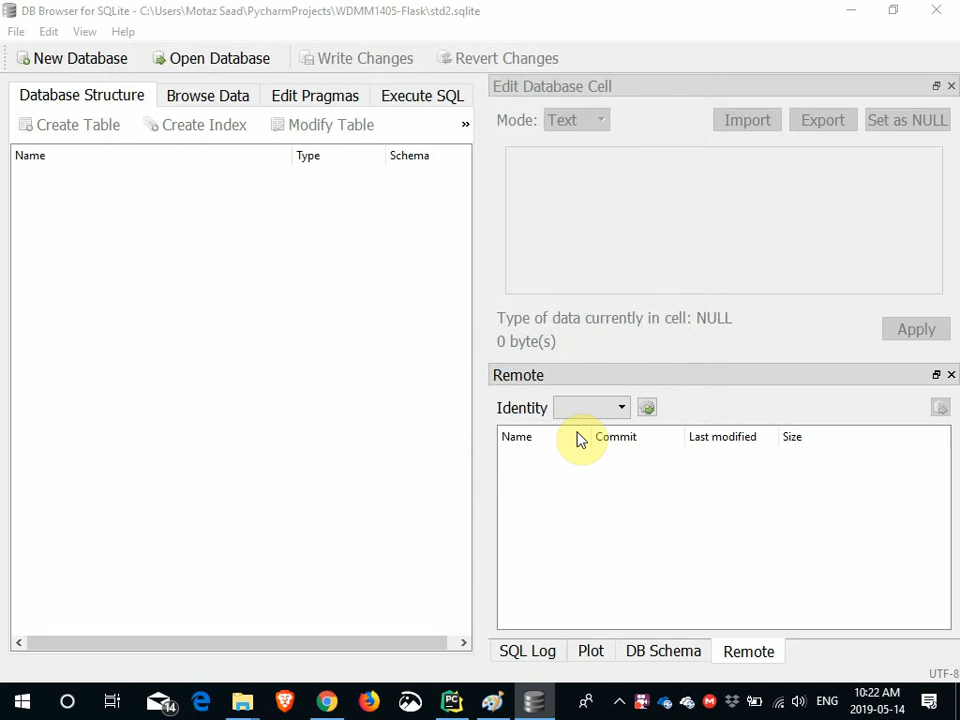 DB Browser for SQLite - C:\Users\Motaz Saad\PycharmProjects\WDMM1405-Flask\std2.sqlite
File Edit View Help
New Database Open Database Write Changes Revert Changes
Database Structure Browse Data Edit Pragmas Execute SQL
Create Table Create Index Modify Table »
Name Type Schema
Edit Database Cell
Mode: Text Import Export Set as NULL
Type of data currently in cell: NULL
0 byte(s)
Apply
Remote
Identity
Name Commit Last modified Size
SQL Log Plot DB Schema Remote
UTF-8
14
PC
ENG
10:22 AM
2019-05-14